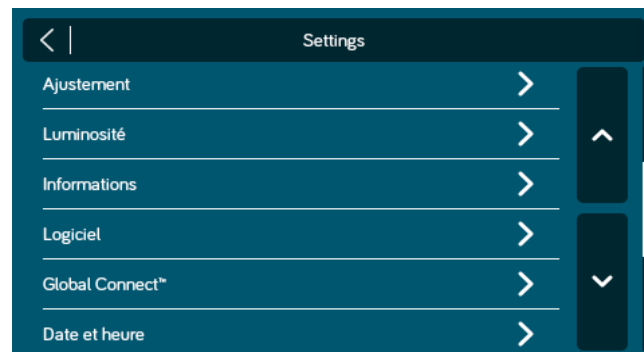 Settings
Ajustement
Luminosité
Informations
Logiciel
Global Connect™
Date et heure